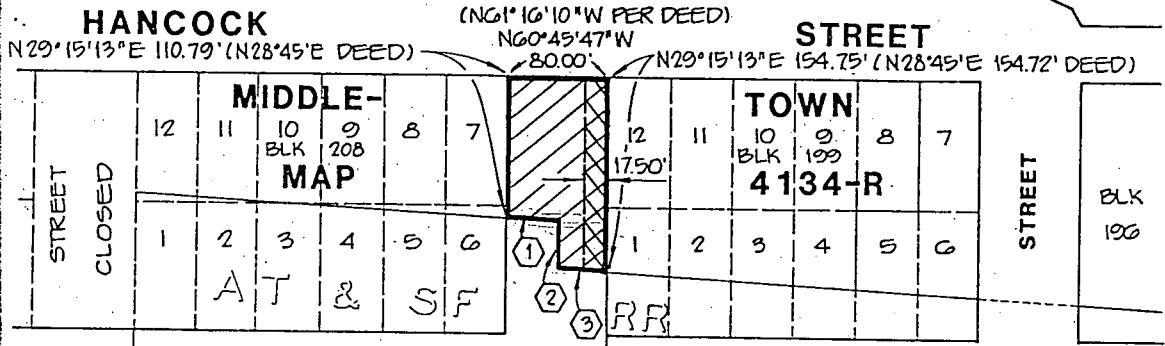 HANCOCK STREET
(N61°16'10"W PER DEED)
N60°45'47"W
80.00'
N29°15'13"E 110.79' (N28°45'E DEED)
N29°15'13"E 154.75' (N28°45'E 154.72' DEED)
MIDDLE- TOWN
12 11 10 9 8 7
BLK 208
12 11 10 9 8 7
BLK 199
MAP 4134-R
17.50'
STREET CLOSED
STREET
BLK
196
1 2 3 4 5 6
1 2 3 4 5 6
AT & SF RR
1
2
3